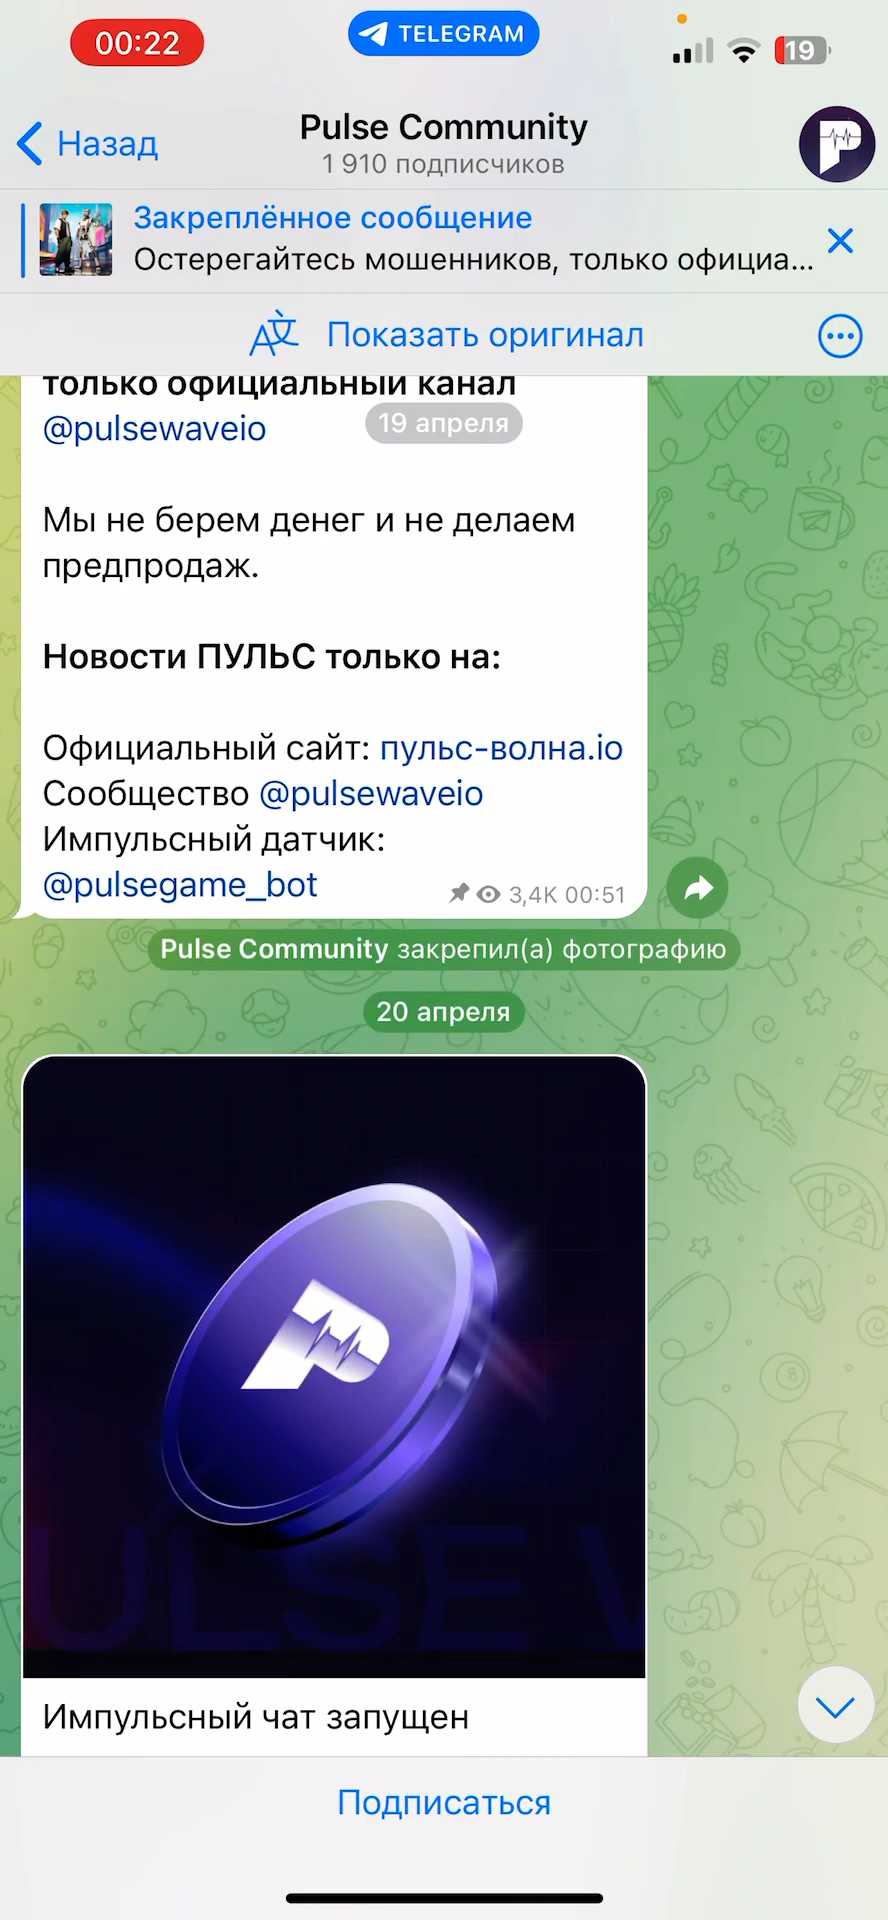 00:22
TELEGRAM
19
Назад
Pulse Community
1 910 подписчиков
P
Закреплённое сообщение
Остерегайтесь мошенников, только официа...
Показать оригинал
только официальный канал
@pulsewaveio
19 апреля
Мы не берем денег и не делаем
предпродаж.
Новости ПУЛЬС только на:
Официальный сайт: пульс-волна.io
Сообщество @pulsewaveio
Импульсный датчик:
@pulsegame_bot
3,4K 00:51
Pulse Community закрепил(а) фотографию
20 апреля
P
ULSE W
Импульсный чат запущен
Подписаться